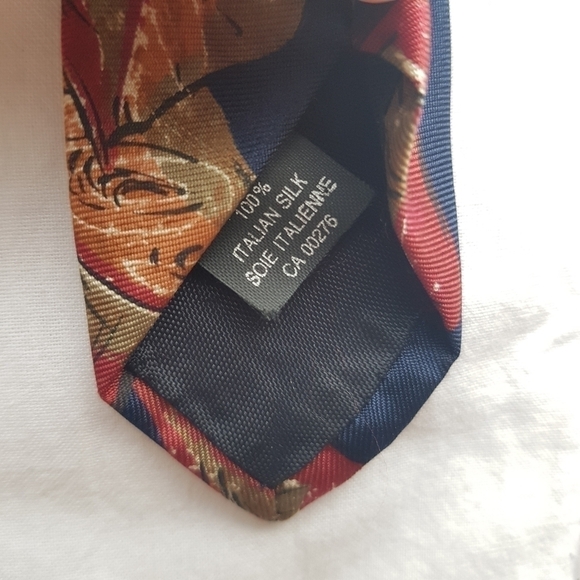 100%
ITALIAN SILK
SOIE ITALIENNE
CA 00276